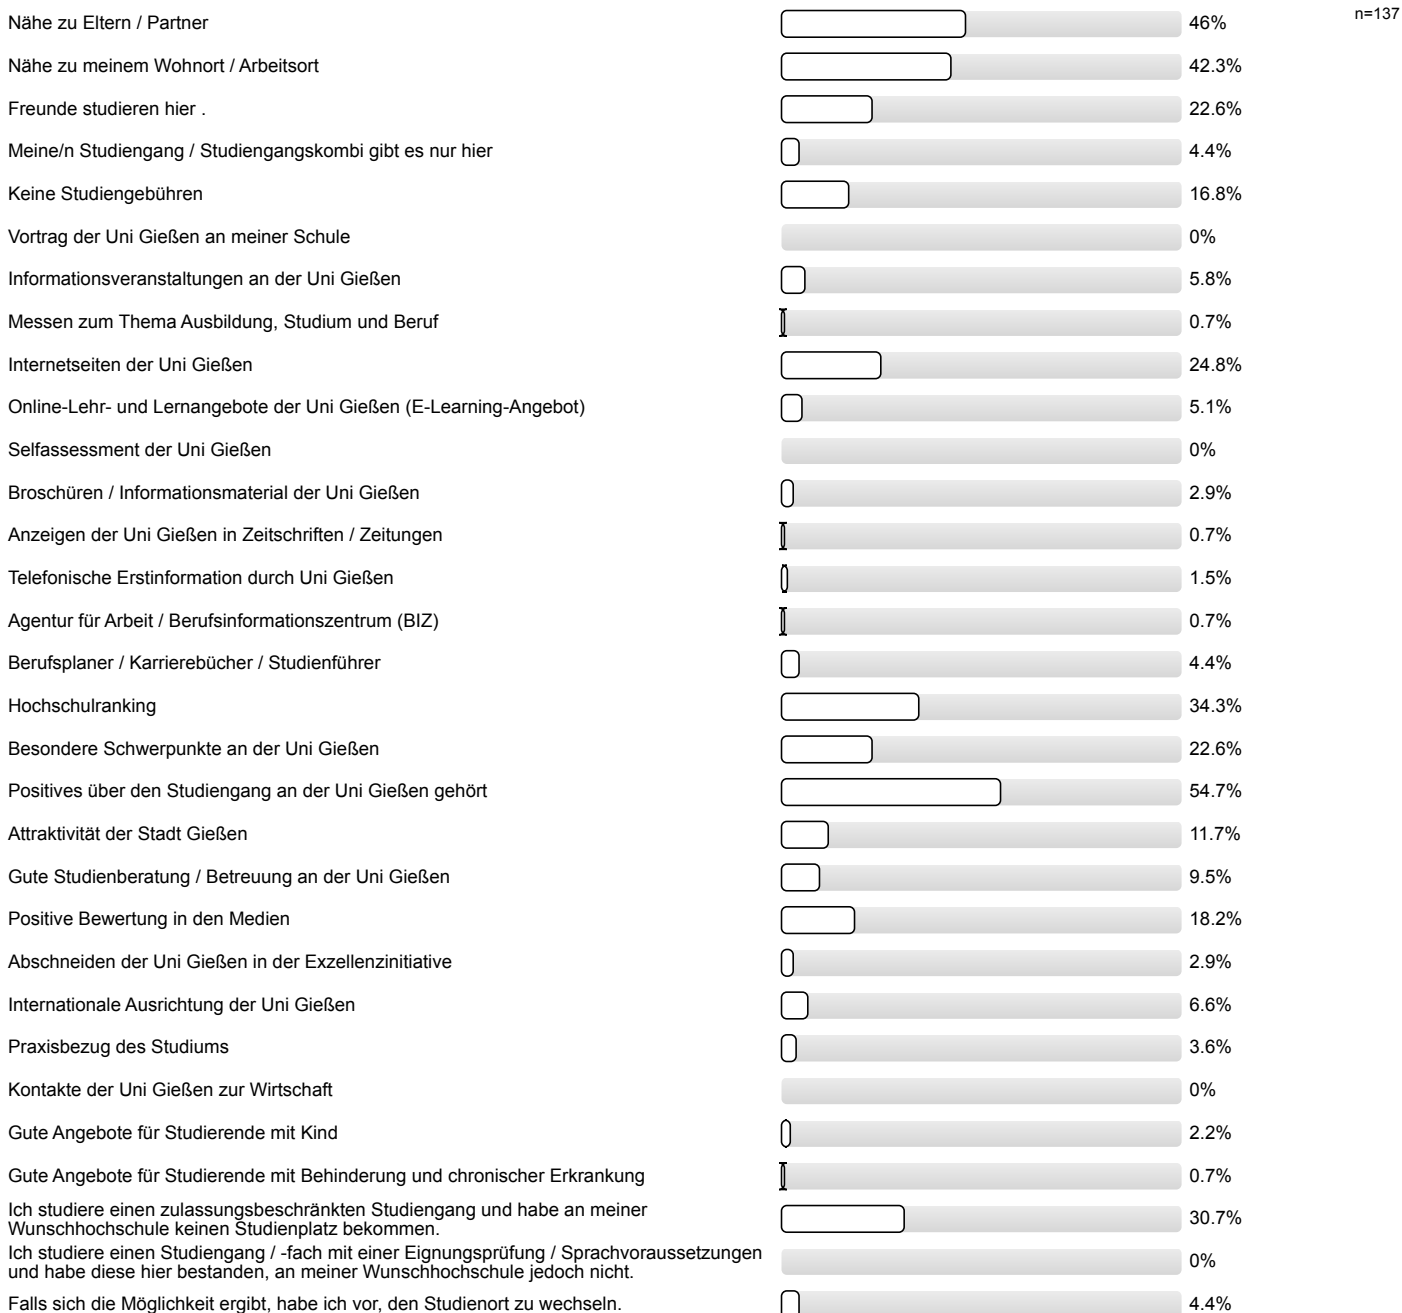 Nähe zu Eltern / Partner 46% n=137
Nähe zu meinem Wohnort / Arbeitsort 42.3%
Freunde studieren hier . 22.6%
Meine/n Studiengang / Studiengangskombi gibt es nur hier 4.4%
Keine Studiengebühren 16.8%
Vortrag der Uni Gießen an meiner Schule 0%
Informationsveranstaltungen an der Uni Gießen 5.8%
Messen zum Thema Ausbildung, Studium und Beruf 0.7%
Internetseiten der Uni Gießen 24.8%
Online-Lehr- und Lernangebote der Uni Gießen (E-Learning-Angebot) 5.1%
Selfassessment der Uni Gießen 0%
Broschüren / Informationsmaterial der Uni Gießen 2.9%
Anzeigen der Uni Gießen in Zeitschriften / Zeitungen 0.7%
Telefonische Erstinformation durch Uni Gießen 1.5%
Agentur für Arbeit / Berufsinformationszentrum (BIZ) 0.7%
Berufsplaner / Karrierebücher / Studienführer 4.4%
Hochschulranking 34.3%
Besondere Schwerpunkte an der Uni Gießen 22.6%
Positives über den Studiengang an der Uni Gießen gehört 54.7%
Attraktivität der Stadt Gießen 11.7%
Gute Studienberatung / Betreuung an der Uni Gießen 9.5%
Positive Bewertung in den Medien 18.2%
Abschneiden der Uni Gießen in der Exzellenzinitiative 2.9%
Internationale Ausrichtung der Uni Gießen 6.6%
Praxisbezug des Studiums 3.6%
Kontakte der Uni Gießen zur Wirtschaft 0%
Gute Angebote für Studierende mit Kind 2.2%
Gute Angebote für Studierende mit Behinderung und chronischer Erkrankung 0.7%
Ich studiere einen zulassungsbeschränkten Studiengang und habe an meiner
Wunschhochschule keinen Studienplatz bekommen. 30.7%
Ich studiere einen Studiengang / -fach mit einer Eignungsprüfung / Sprachvoraussetzungen
und habe diese hier bestanden, an meiner Wunschhochschule jedoch nicht. 0%
Falls sich die Möglichkeit ergibt, habe ich vor, den Studienort zu wechseln. 4.4%